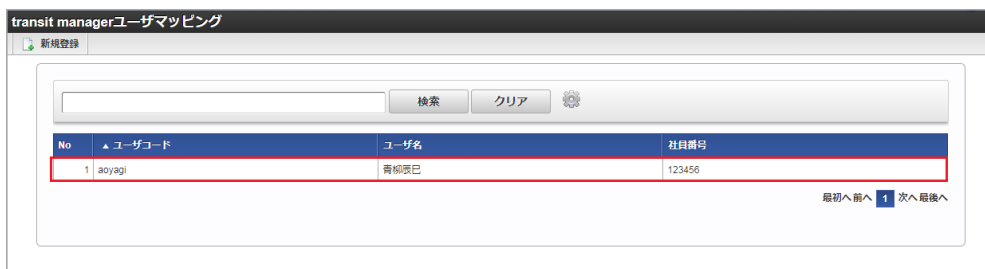 transit managerユーザマッピング
新規登録
検索 クリア
No ▲ ユーザコード ユーザ名 社員番号
1 aoyagi 青柳辰巳 123456
最初へ 前へ 1 次へ 最後へ